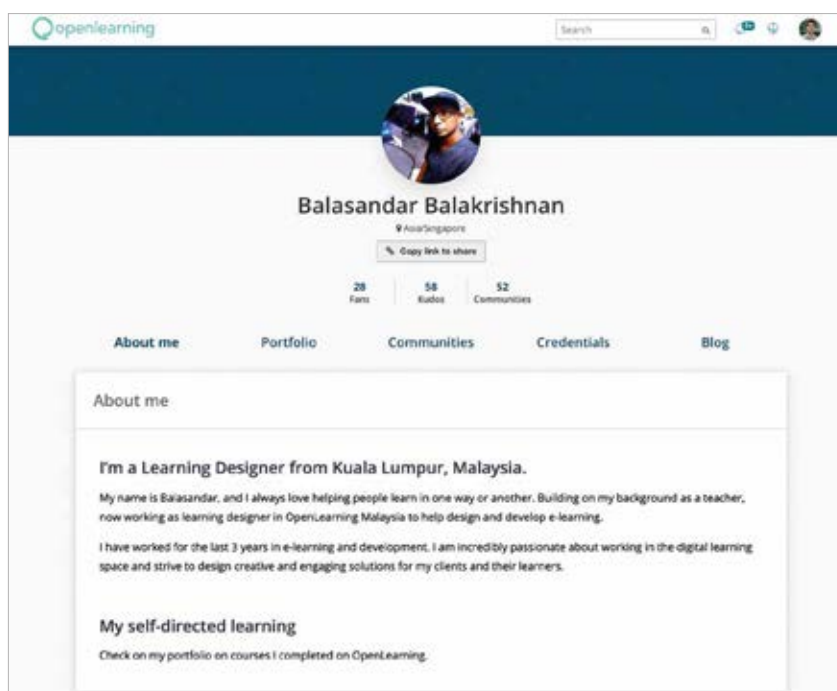 openlearning
Search
Balasandar Balakrishnan
Asia/Singapore
Copy link to share
28 58 52
Fans Kudos Communities
About me Portfolio Communities Credentials Blog
About me
I'm a Learning Designer from Kuala Lumpur, Malaysia.
My name is Balasandar, and I always love helping people learn in one way or another. Building on my background as a teacher,
now working as learning designer in OpenLearning Malaysia to help design and develop e-learning.
I have worked for the last 3 years in e-learning and development. I am incredibly passionate about working in the digital learning
space and strive to design creative and engaging solutions for my clients and their learners.
My self-directed learning
Check on my portfolio on courses I completed on OpenLearning.